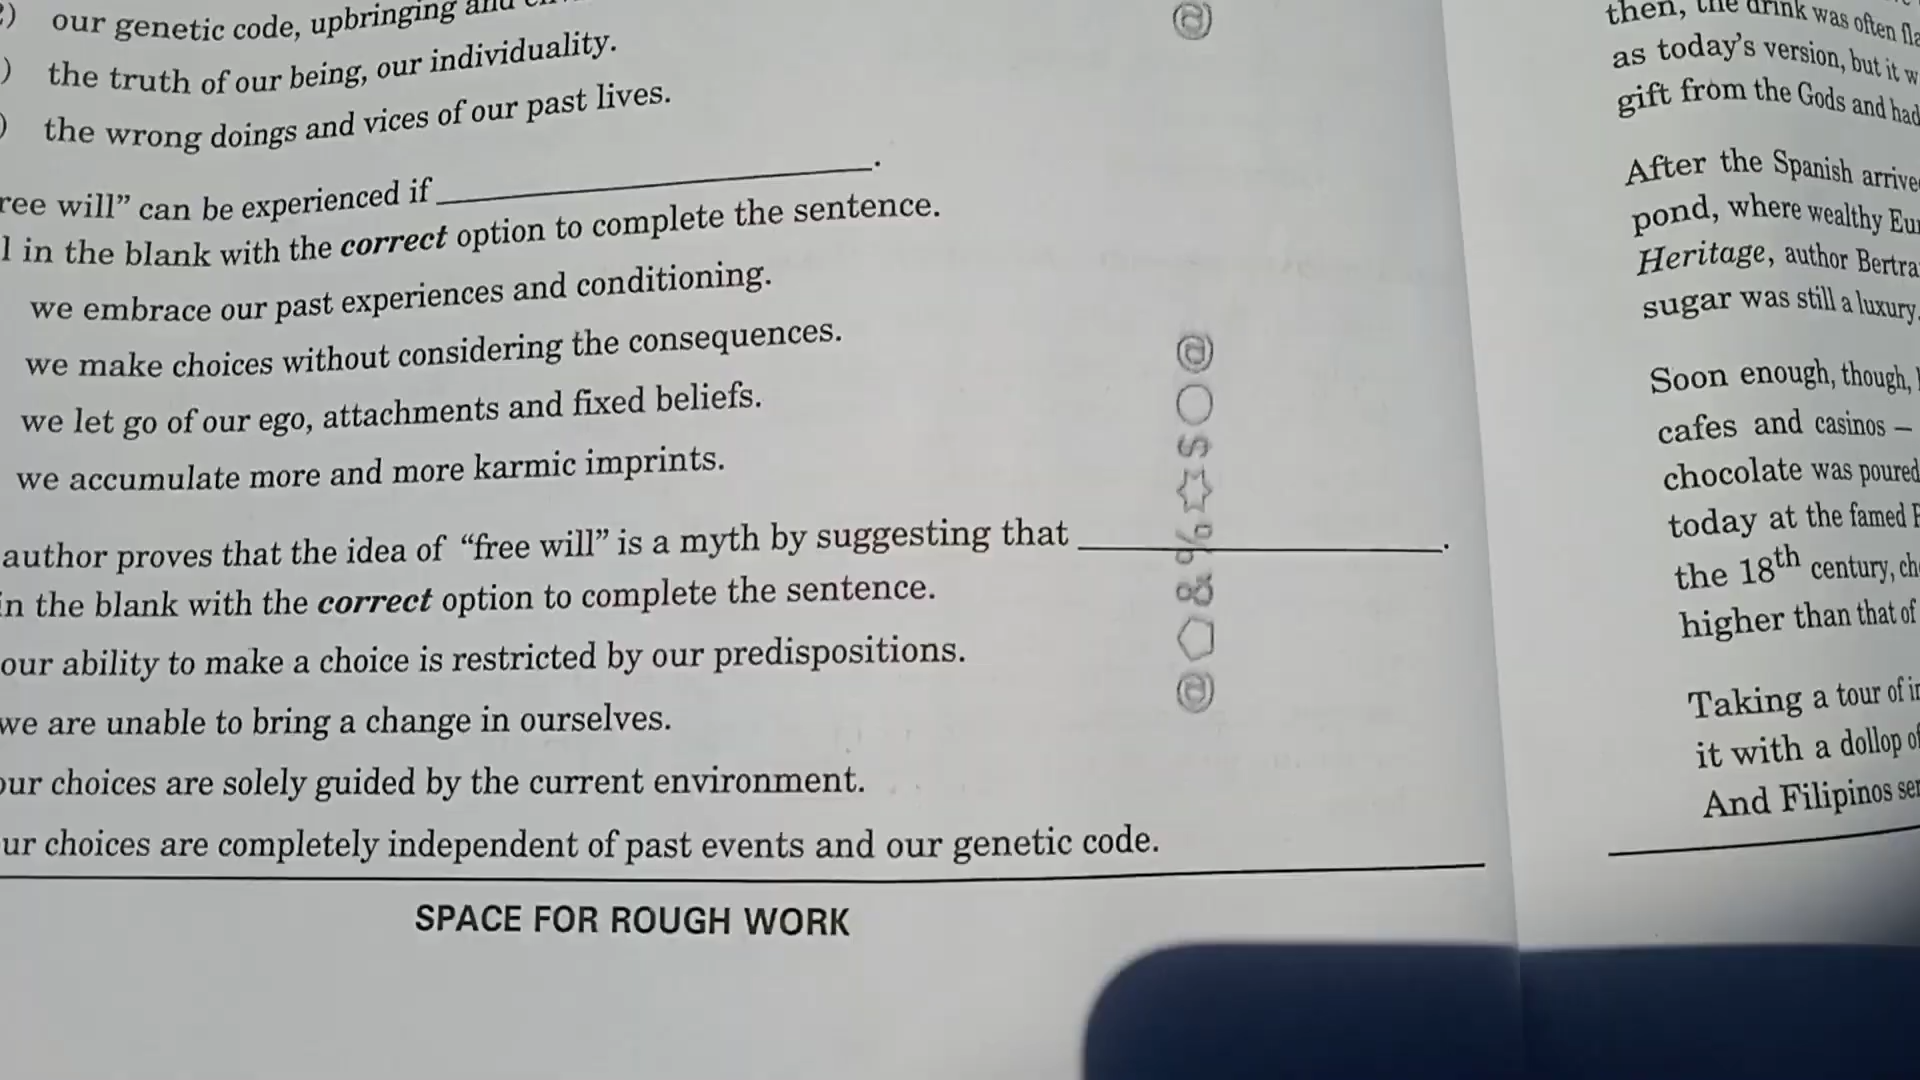 our genetic code, upbringing and
) the truth of our being, our individuality.
) the wrong doings and vices of our past lives.
ree will” can be experienced if ____________.
l in the blank with the correct option to complete the sentence.
we embrace our past experiences and conditioning.
we make choices without considering the consequences.
we let go of our ego, attachments and fixed beliefs.
we accumulate more and more karmic imprints.
author proves that the idea of “free will” is a myth by suggesting that ____________.
in the blank with the correct option to complete the sentence.
our ability to make a choice is restricted by our predispositions.
we are unable to bring a change in ourselves.
our choices are solely guided by the current environment.
ur choices are completely independent of past events and our genetic code.
SPACE FOR ROUGH WORK
then, the drink was often fla
as today’s version, but it w
gift from the Gods and had
After the Spanish arrive
pond, where wealthy Eu
Heritage, author Bertra
sugar was still a luxury.
Soon enough, though,
cafes and casinos –
chocolate was poured
today at the famed
the 18th century, ch
higher than that of
Taking a tour of
it with a dollop of
And Filipinos ser